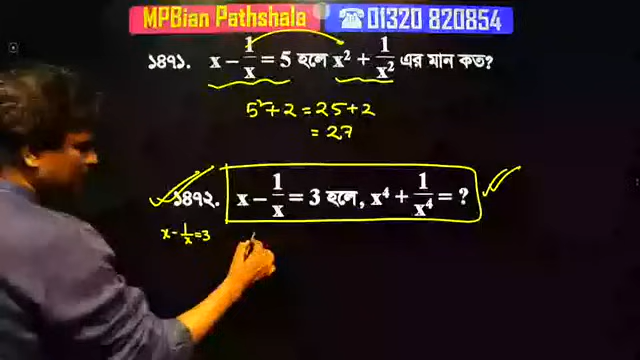 MPBian Pathshala ☎ 01320 820854
১৪৭১. x − 1/x = 5 হলে x² + 1/x² এর মান কত?
5² + 2 = 25 + 2
= 27
১৪৭২. x − 1/x = 3 হলে, x⁴ + 1/x⁴ = ?
x − 1/x = 3